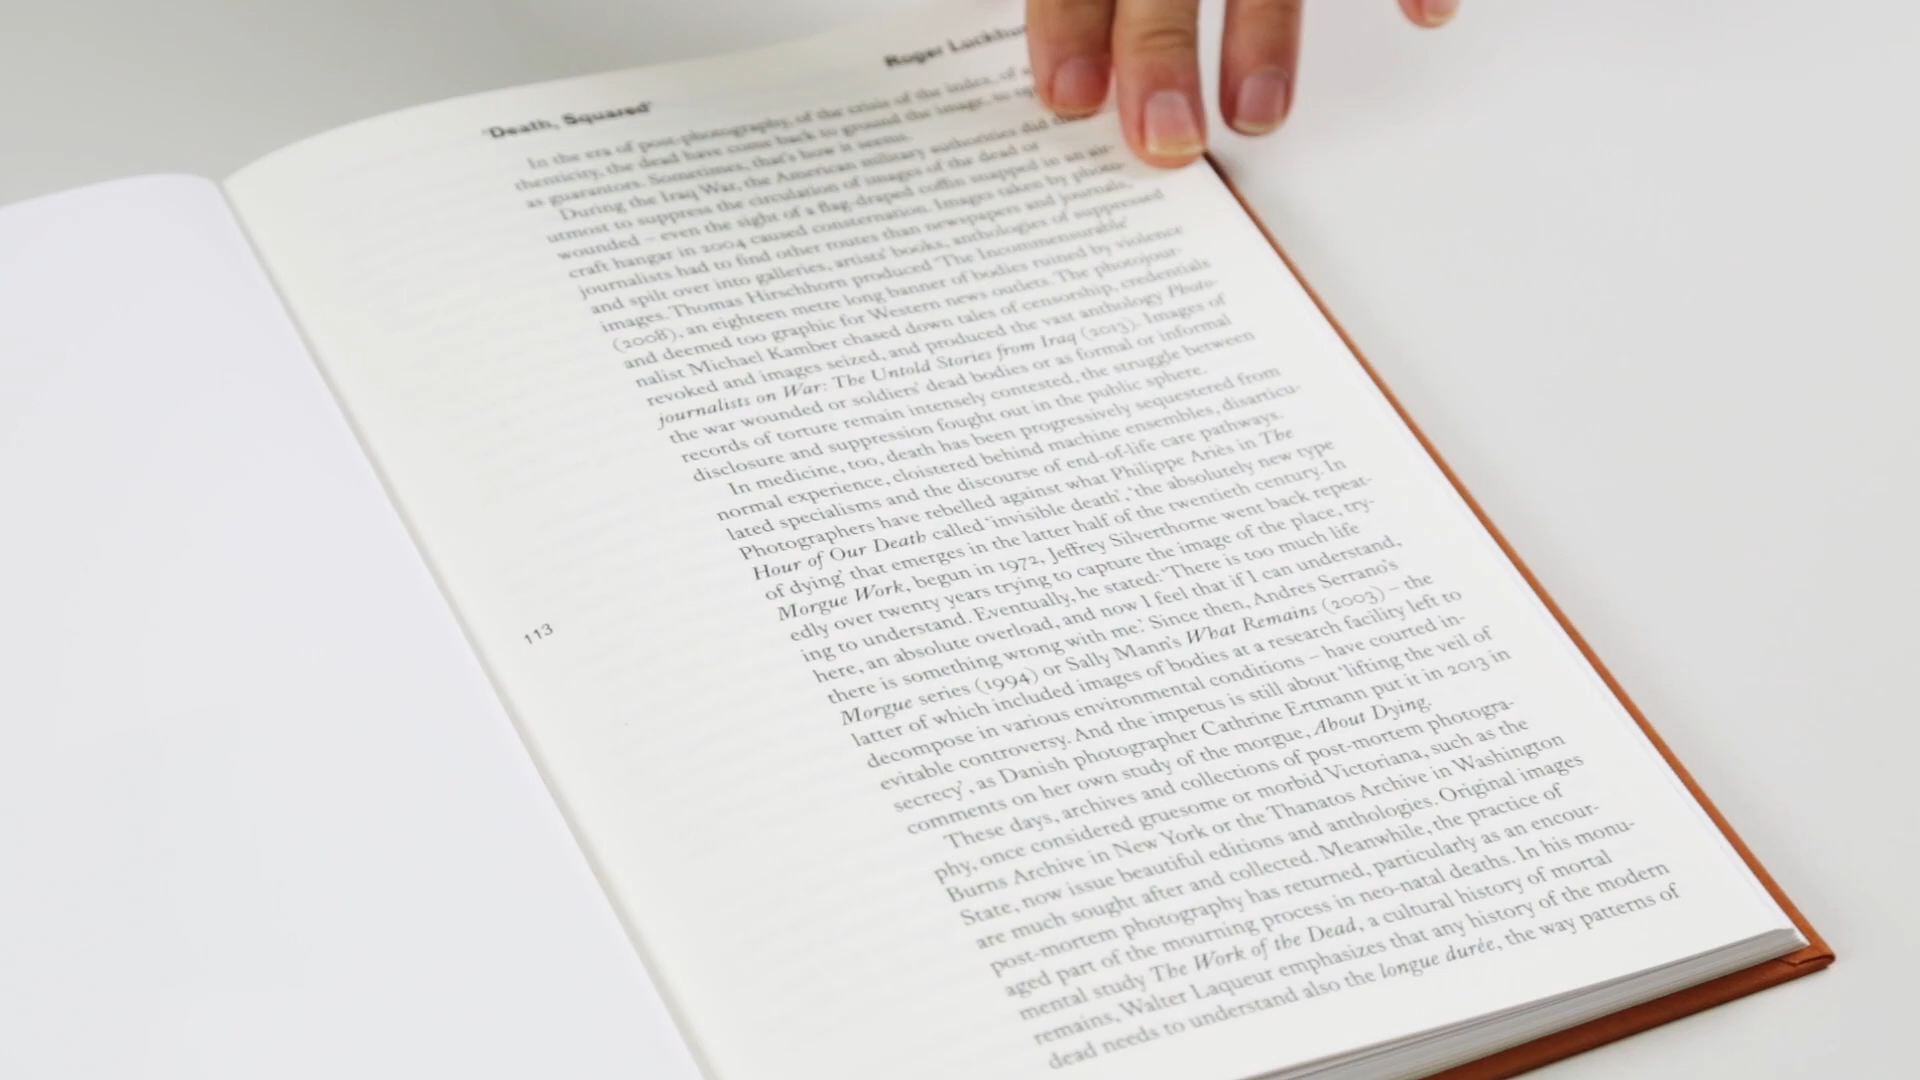 'Death, Squared'
Roger Luckhu
In the era of post-photography, of the crisis of the index, of
thenticity, the dead have come back to ground the image, to
as guarantors. Sometimes, that's how it seems.
During the Iraq War, the American military authorities did
utmost to suppress the circulation of images of the dead or
wounded – even the sight of a flag-draped coffin snapped in an air-
craft hangar in 2004 caused consternation. Images taken by photo-
journalists had to find other routes than newspapers and journals,
and spilt over into galleries, artists' books, anthologies of suppressed
images. Thomas Hirschhorn produced 'The Incommensurable'
(2008), an eighteen metre long banner of bodies ruined by violence
and deemed too graphic for Western news outlets. The photojour-
nalist Michael Kamber chased down tales of censorship, credentials
revoked and images seized, and produced the vast anthology Photo-
journalists on War: The Untold Stories from Iraq (2013). Images of
the war wounded or soldiers' dead bodies or as formal or informal
records of torture remain intensely contested, the struggle between
disclosure and suppression fought out in the public sphere.
In medicine, too, death has been progressively sequestered from
normal experience, cloistered behind machine ensembles, disarticu-
lated specialisms and the discourse of end-of-life care pathways.
Photographers have rebelled against what Philippe Ariès in The
Hour of Our Death called 'invisible death', 'the absolutely new type
of dying' that emerges in the latter half of the twentieth century. In
Morgue Work, begun in 1972, Jeffrey Silverthorne went back repeat-
edly over twenty years trying to capture the image of the place, try-
ing to understand. Eventually, he stated: 'There is too much life
here, an absolute overload, and now I feel that if I can understand,
there is something wrong with me.' Since then, Andres Serrano's
Morgue series (1994) or Sally Mann's What Remains (2003) – the
latter of which included images of bodies at a research facility left to
decompose in various environmental conditions – have courted in-
evitable controversy. And the impetus is still about 'lifting the veil of
secrecy', as Danish photographer Cathrine Ertmann put it in 2013 in
comments on her own study of the morgue, About Dying.
These days, archives and collections of post-mortem photogra-
phy, once considered gruesome or morbid Victoriana, such as the
Burns Archive in New York or the Thanatos Archive in Washington
State, now issue beautiful editions and anthologies. Original images
are much sought after and collected. Meanwhile, the practice of
post-mortem photography has returned, particularly as an encour-
aged part of the mourning process in neo-natal deaths. In his monu-
mental study The Work of the Dead, a cultural history of mortal
remains, Walter Laqueur emphasizes that any history of the modern
dead needs to understand also the longue durée, the way patterns of
113